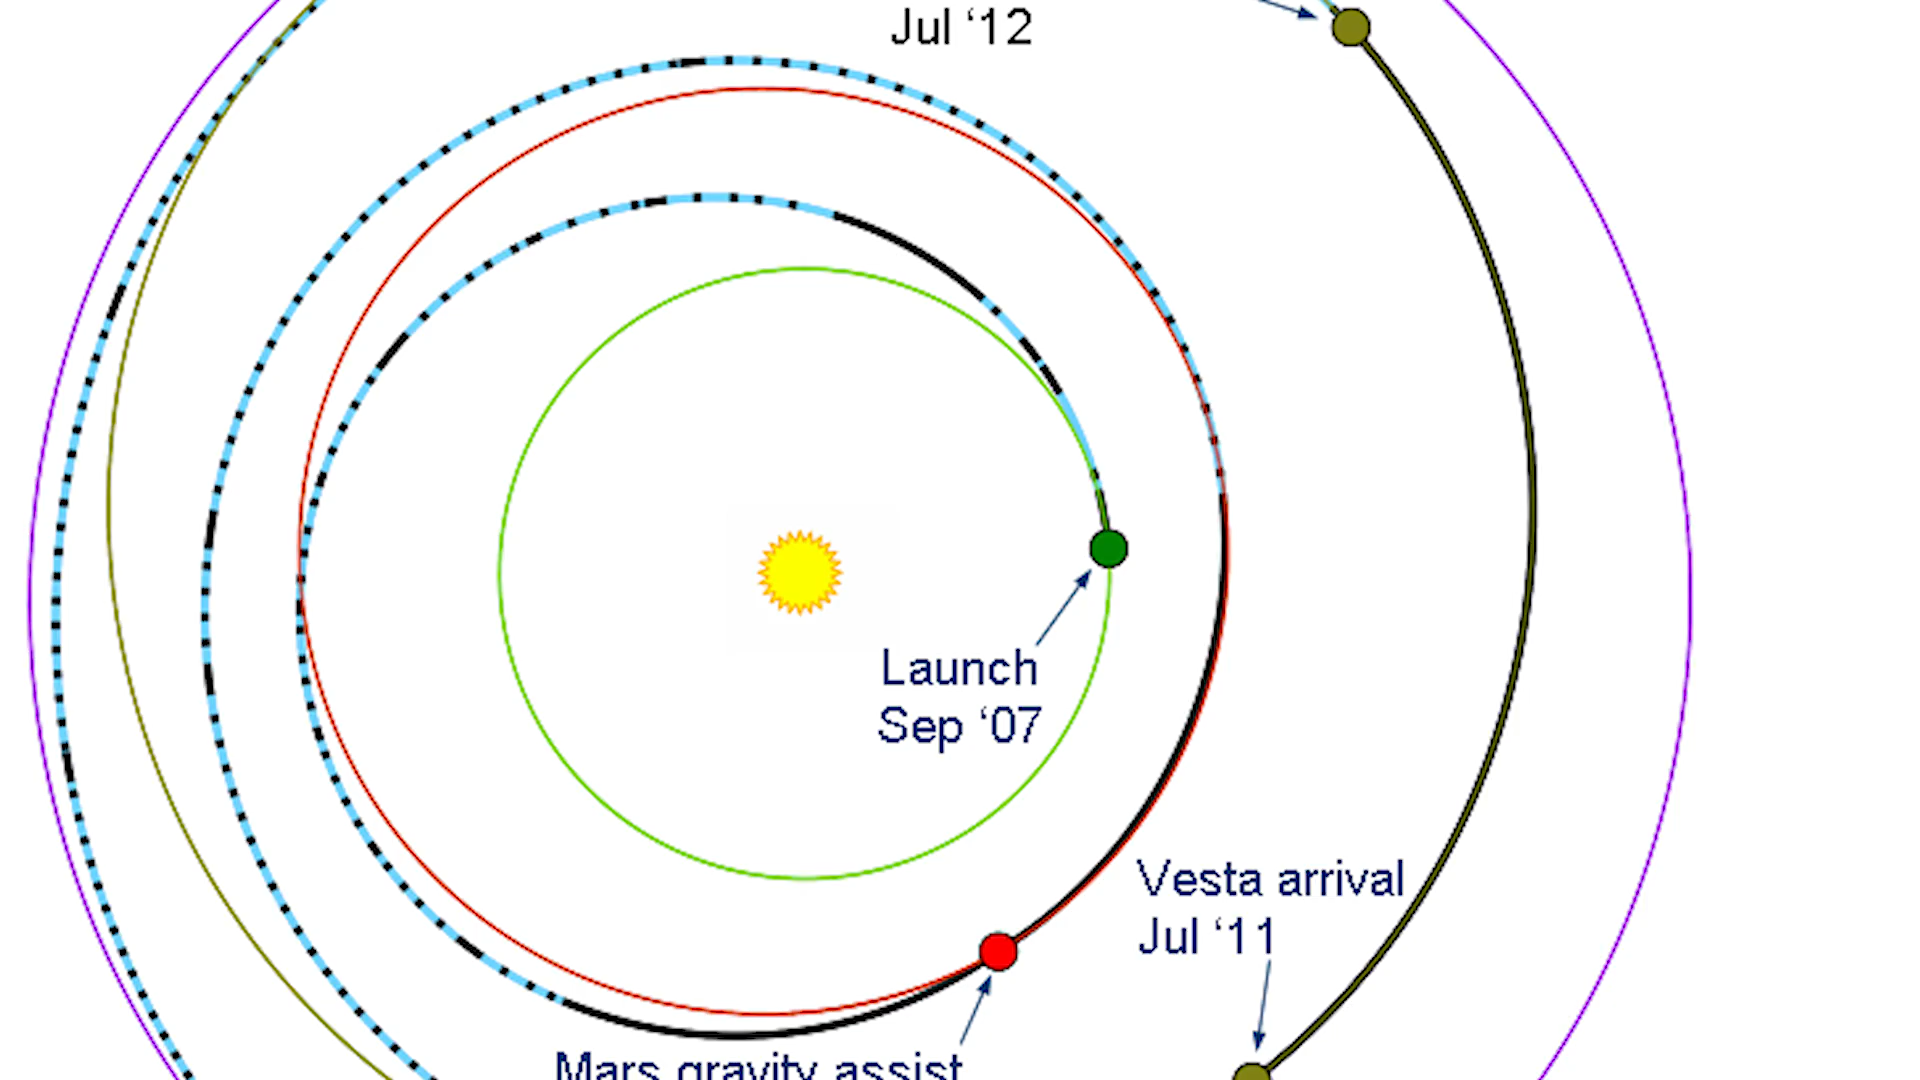 Jul ‘12
Launch
Sep ‘07
Vesta arrival
Jul ‘11
Mars gravity assist